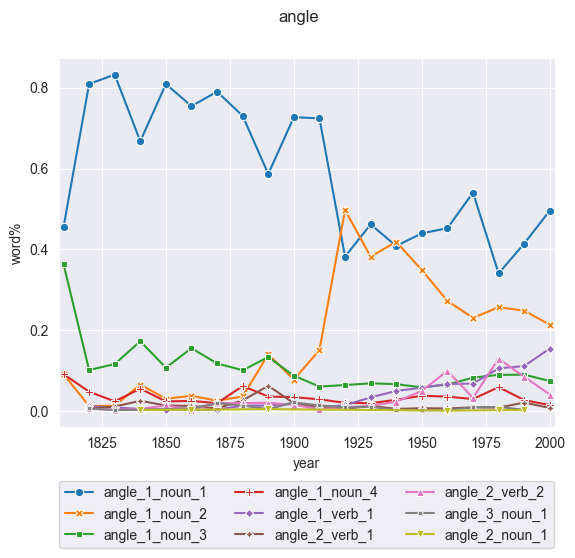 angle
0.8
0.6
0.4
0.2
0.0
word%
1825 1850 1875 1900 1925 1950 1975 2000
year
angle_1_noun_1 angle_1_noun_4 angle_2_verb_2
angle_1_noun_2 angle_1_verb_1 angle_3_noun_1
angle_1_noun_3 angle_2_verb_1 angle_2_noun_1